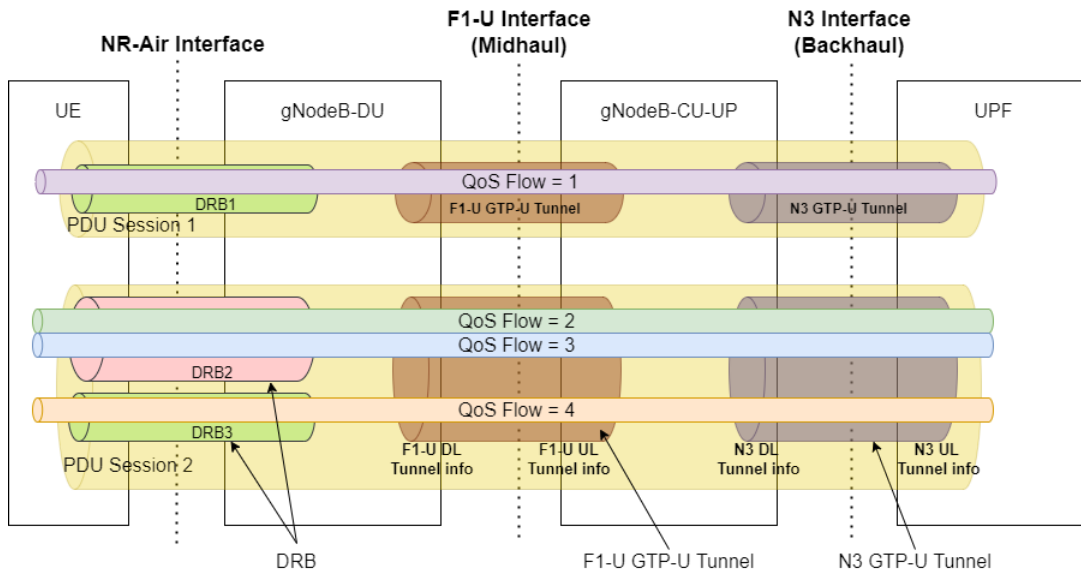 F1-U Interface
(Midhaul)
N3 Interface
(Backhaul)
NR-Air Interface
UE
gNodeB-DU
gNodeB-CU-UP
UPF
QoS Flow = 1
DRB1
F1-U GTP-U Tunnel
N3 GTP-U Tunnel
PDU Session 1
QoS Flow = 2
QoS Flow = 3
DRB2
QoS Flow = 4
DRB3
PDU Session 2
F1-U DL
Tunnel info
F1-U UL
Tunnel info
N3 DL
Tunnel info
N3 UL
Tunnel info
DRB
F1-U GTP-U Tunnel
N3 GTP-U Tunnel